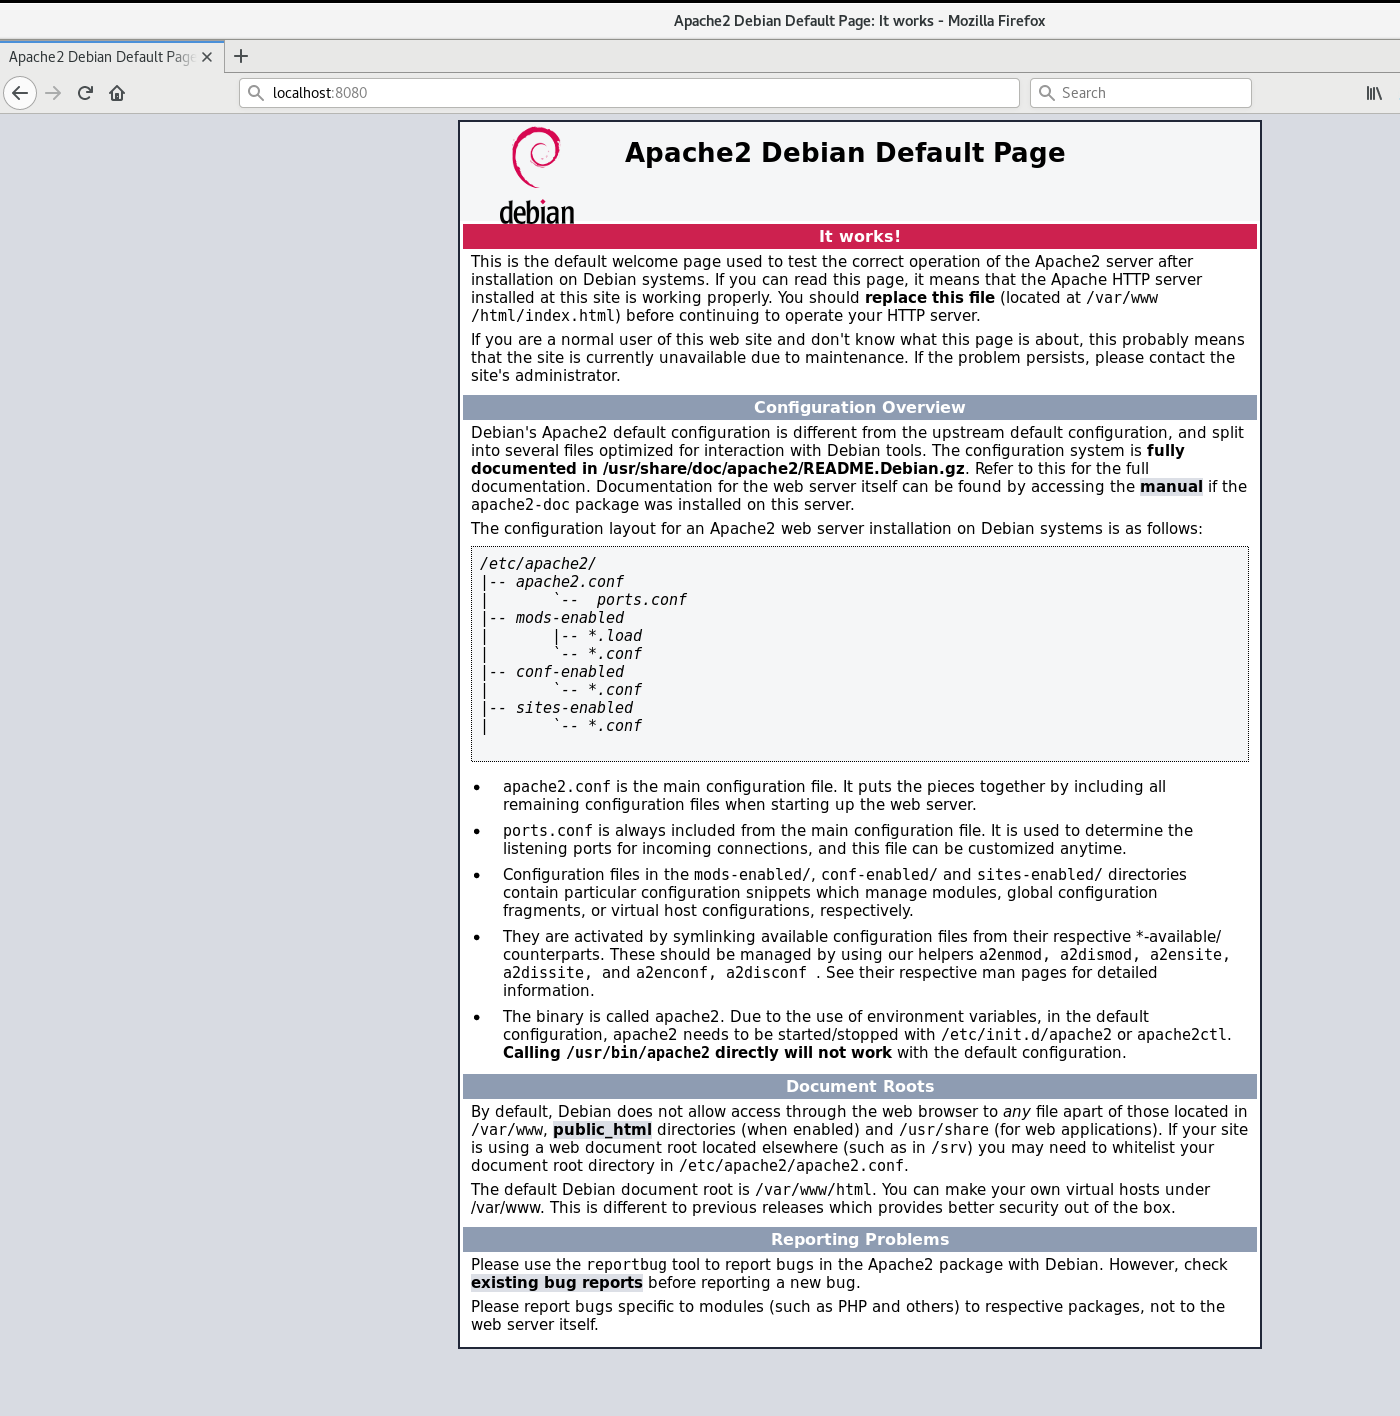 Apache2 Debian Default Page: It works - Mozilla Firefox
Apache2 Debian Default Page
localhost:8080
Search
debian
Apache2 Debian Default Page
It works!
This is the default welcome page used to test the correct operation of the Apache2 server after
installation on Debian systems. If you can read this page, it means that the Apache HTTP server
installed at this site is working properly. You should replace this file (located at /var/www
/html/index.html) before continuing to operate your HTTP server.
If you are a normal user of this web site and don't know what this page is about, this probably means
that the site is currently unavailable due to maintenance. If the problem persists, please contact the
site's administrator.
Configuration Overview
Debian's Apache2 default configuration is different from the upstream default configuration, and split
into several files optimized for interaction with Debian tools. The configuration system is fully
documented in /usr/share/doc/apache2/README.Debian.gz. Refer to this for the full
documentation. Documentation for the web server itself can be found by accessing the manual if the
apache2-doc package was installed on this server.
The configuration layout for an Apache2 web server installation on Debian systems is as follows:
/etc/apache2/
|-- apache2.conf
|       `--  ports.conf
|-- mods-enabled
|       |-- *.load
|       `-- *.conf
|-- conf-enabled
|       `-- *.conf
|-- sites-enabled
|       `-- *.conf
• apache2.conf is the main configuration file. It puts the pieces together by including all
remaining configuration files when starting up the web server.
• ports.conf is always included from the main configuration file. It is used to determine the
listening ports for incoming connections, and this file can be customized anytime.
• Configuration files in the mods-enabled/, conf-enabled/ and sites-enabled/ directories
contain particular configuration snippets which manage modules, global configuration
fragments, or virtual host configurations, respectively.
• They are activated by symlinking available configuration files from their respective *-available/
counterparts. These should be managed by using our helpers a2enmod, a2dismod, a2ensite,
a2dissite, and a2enconf, a2disconf . See their respective man pages for detailed
information.
• The binary is called apache2. Due to the use of environment variables, in the default
configuration, apache2 needs to be started/stopped with /etc/init.d/apache2 or apache2ctl.
Calling /usr/bin/apache2 directly will not work with the default configuration.
Document Roots
By default, Debian does not allow access through the web browser to any file apart of those located in
/var/www, public_html directories (when enabled) and /usr/share (for web applications). If your site
is using a web document root located elsewhere (such as in /srv) you may need to whitelist your
document root directory in /etc/apache2/apache2.conf.
The default Debian document root is /var/www/html. You can make your own virtual hosts under
/var/www. This is different to previous releases which provides better security out of the box.
Reporting Problems
Please use the reportbug tool to report bugs in the Apache2 package with Debian. However, check
existing bug reports before reporting a new bug.
Please report bugs specific to modules (such as PHP and others) to respective packages, not to the
web server itself.